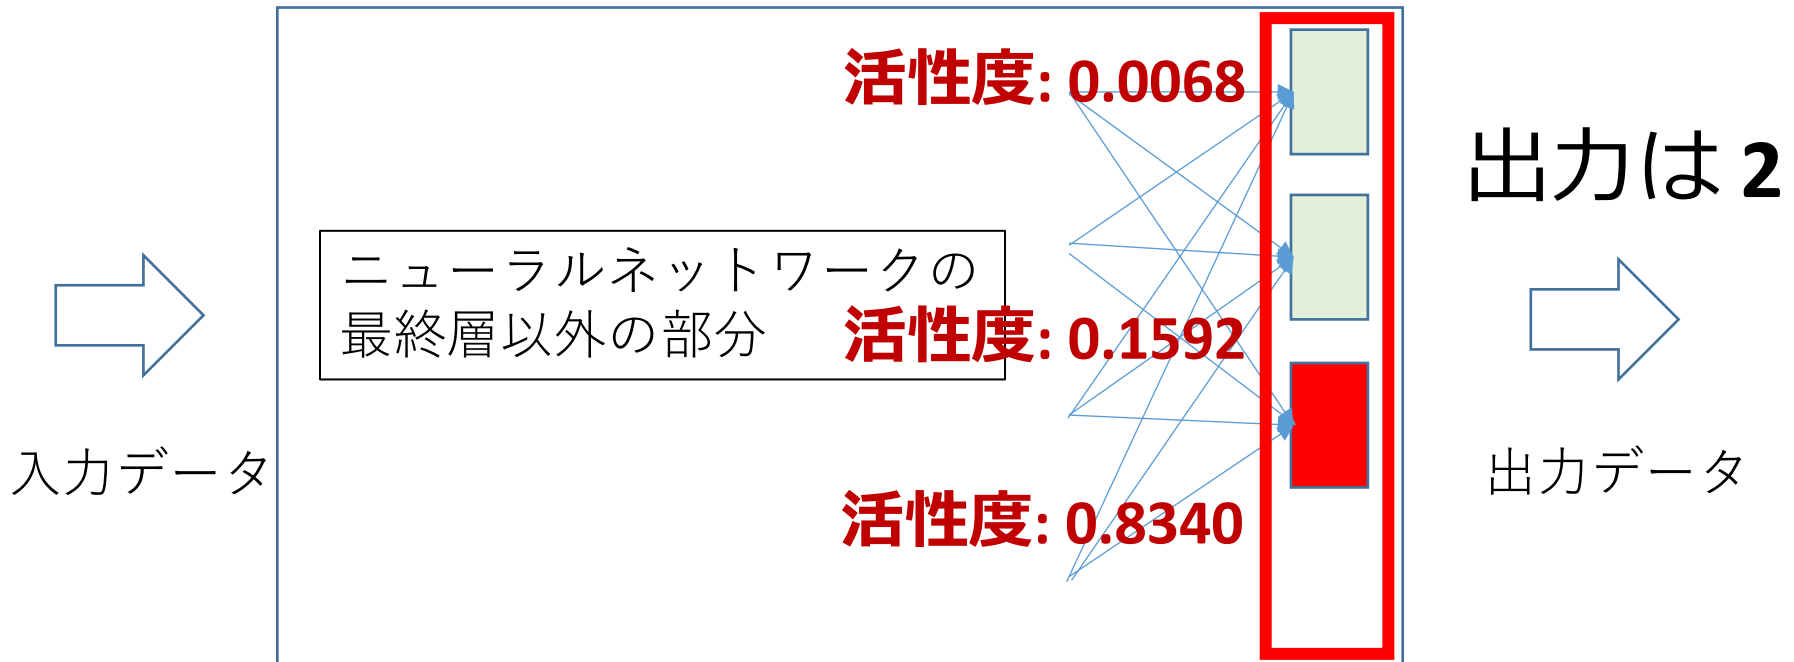 活性度: 0.0068
出力は 2
ニューラルネットワークの
最終層以外の部分
活性度: 0.1592
入力データ
出力データ
活性度: 0.8340